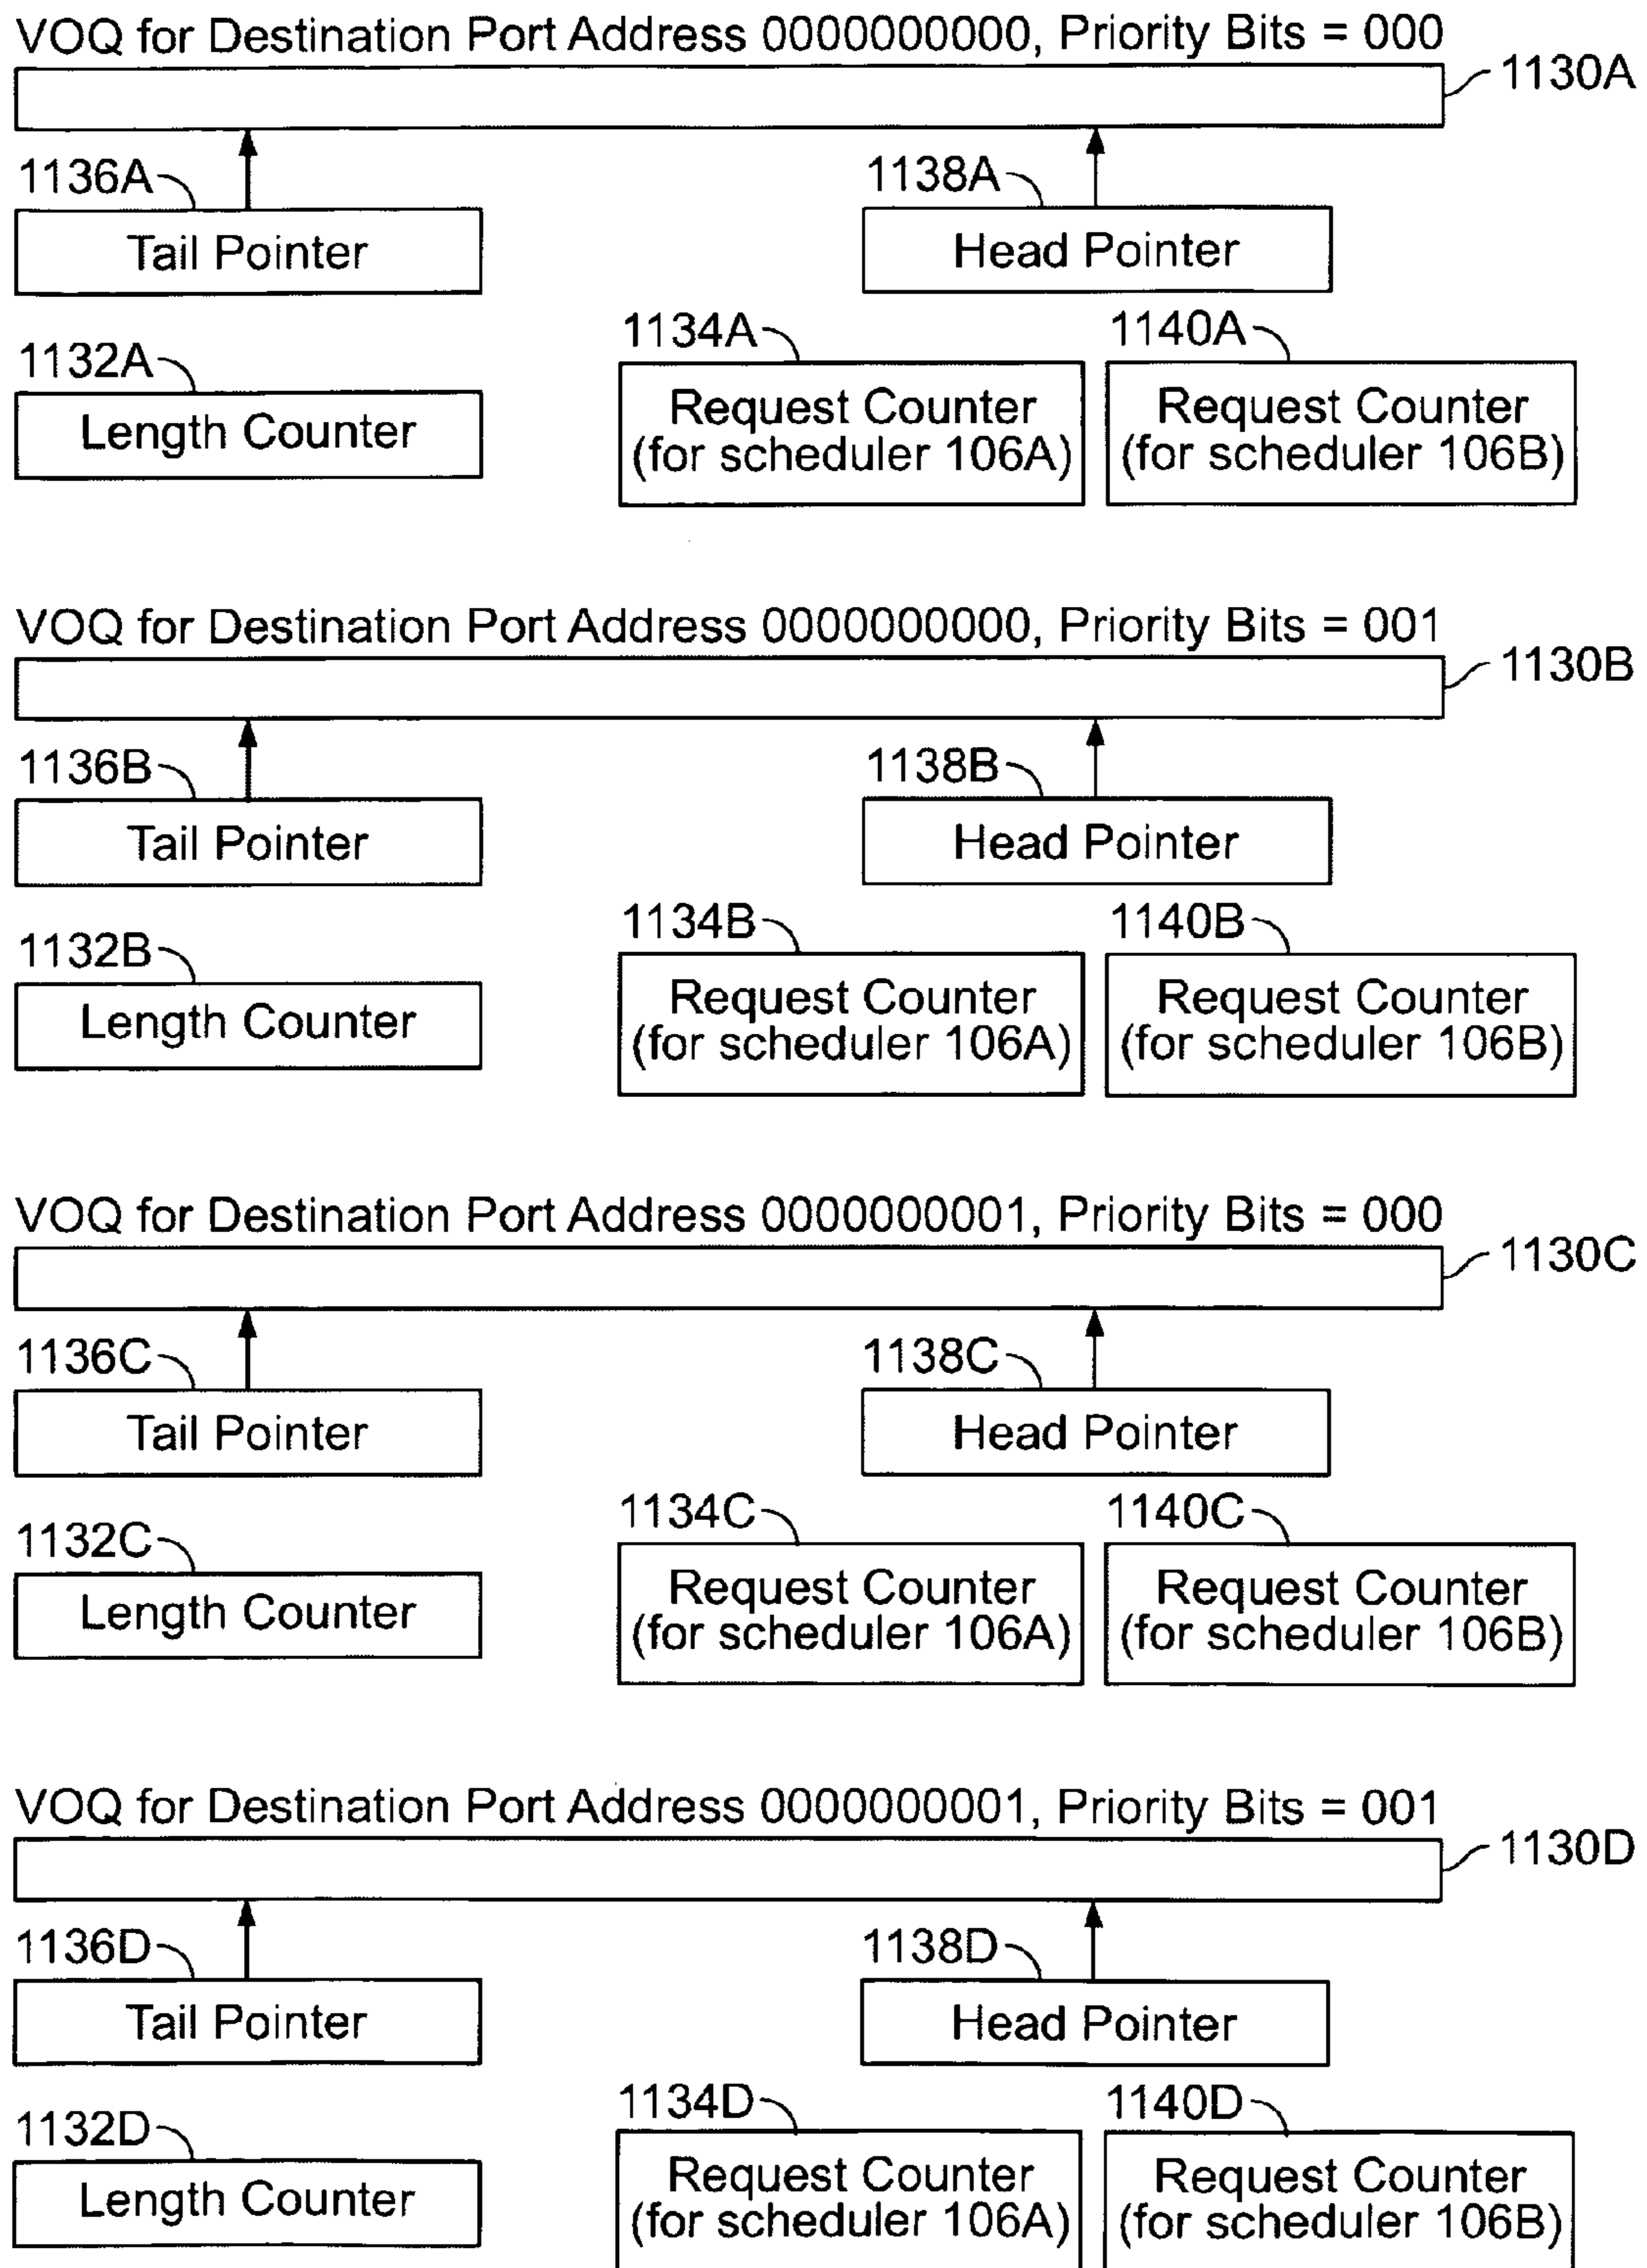 VOQ for Destination Port Address 0000000000, Priority Bits = 000
1130A
1136A
1138A
Tail Pointer
Head Pointer
1134A
1140A
1132A
Length Counter
Request Counter
(for scheduler 106A)
Request Counter
(for scheduler 106B)
VOQ for Destination Port Address 0000000000, Priority Bits = 001
1130B
1136B
1138B
Tail Pointer
Head Pointer
1134B
1140B
1132B
Length Counter
Request Counter
(for scheduler 106A)
Request Counter
(for scheduler 106B)
VOQ for Destination Port Address 0000000001, Priority Bits = 000
1130C
1136C
1138C
Tail Pointer
Head Pointer
1134C
1140C
1132C
Length Counter
Request Counter
(for scheduler 106A)
Request Counter
(for scheduler 106B)
VOQ for Destination Port Address 0000000001, Priority Bits = 001
1130D
1136D
1138D
Tail Pointer
Head Pointer
1134D
1140D
1132D
Length Counter
Request Counter
(for scheduler 106A)
Request Counter
(for scheduler 106B)